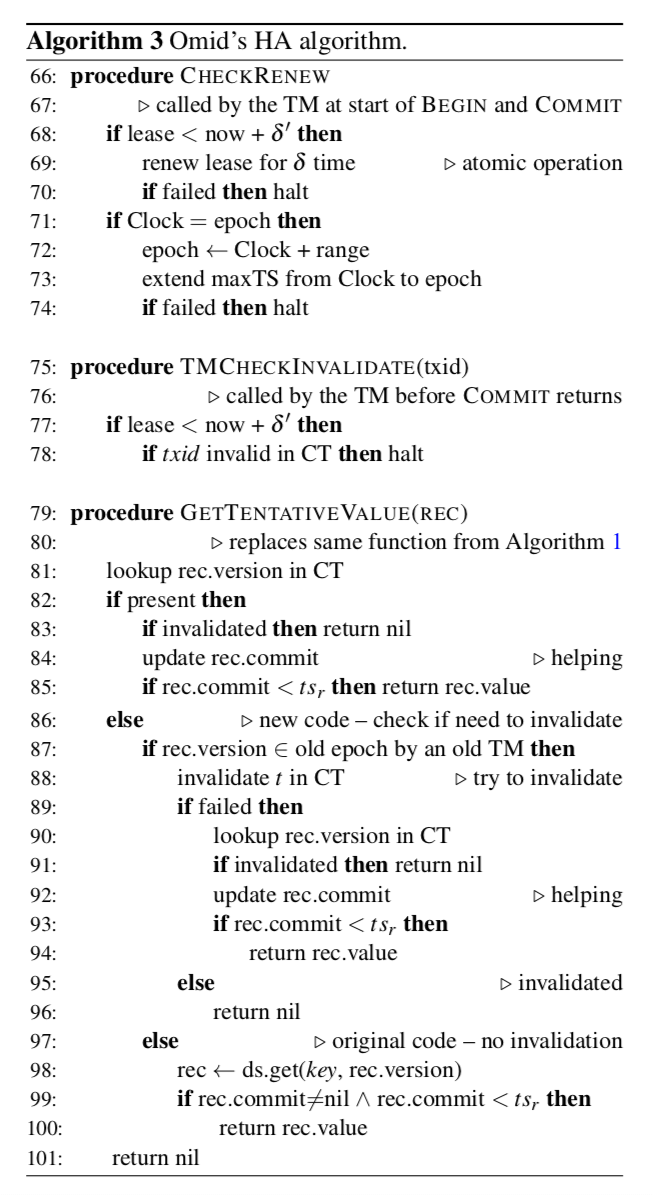 Algorithm 3 Omid's HA algorithm.
66: procedure CHECKRENEW
67: ▷ called by the TM at start of BEGIN and COMMIT
68: if lease < now + δ′ then
69: renew lease for δ time ▷ atomic operation
70: if failed then halt
71: if Clock = epoch then
72: epoch ← Clock + range
73: extend maxTS from Clock to epoch
74: if failed then halt
75: procedure TMCHECKINVALIDATE(txid)
76: ▷ called by the TM before COMMIT returns
77: if lease < now + δ′ then
78: if txid invalid in CT then halt
79: procedure GETTENTATIVEVALUE(REC)
80: ▷ replaces same function from Algorithm 1
81: lookup rec.version in CT
82: if present then
83: if invalidated then return nil
84: update rec.commit ▷ helping
85: if rec.commit < ts_r then return rec.value
86: else ▷ new code – check if need to invalidate
87: if rec.version ∈ old epoch by an old TM then
88: invalidate t in CT ▷ try to invalidate
89: if failed then
90: lookup rec.version in CT
91: if invalidated then return nil
92: update rec.commit ▷ helping
93: if rec.commit < ts_r then
94: return rec.value
95: else ▷ invalidated
96: return nil
97: else ▷ original code – no invalidation
98: rec ← ds.get(key, rec.version)
99: if rec.commit≠nil ∧ rec.commit < ts_r then
100: return rec.value
101: return nil